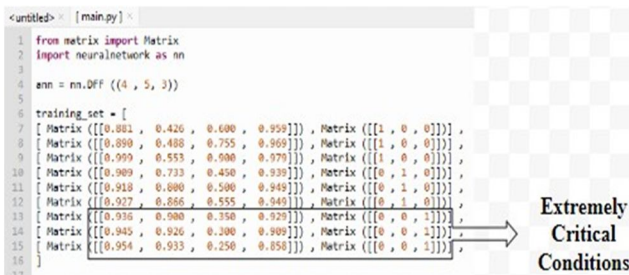 <untitled> × [ main.py ] ×
1 from matrix import Matrix
2 import neuralnetwork as nn
3
4 ann = nn.DFF ((4 , 5, 3))
5
6 training_set = [
7 [ Matrix ([[0.881 , 0.426 , 0.600 , 0.959]]) , Matrix ([[1 , 0 , 0]])] ,
8 [ Matrix ([[0.890 , 0.488 , 0.755 , 0.969]]) , Matrix ([[1 , 0 , 0]])] ,
9 [ Matrix ([[0.999 , 0.553 , 0.900 , 0.979]]) , Matrix ([[1 , 0 , 0]])] ,
10 [ Matrix ([[0.909 , 0.733 , 0.450 , 0.939]]) , Matrix ([[0 , 1 , 0]])] ,
11 [ Matrix ([[0.918 , 0.800 , 0.500 , 0.949]]) , Matrix ([[0 , 1 , 0]])] ,
12 [ Matrix ([[0.927 , 0.866 , 0.555 , 0.949]]) , Matrix ([[0 , 1 , 0]])] ,
13 [ Matrix ([[0.936 , 0.900 , 0.350 , 0.929]]) , Matrix ([[0 , 0 , 1]])] ,
14 [ Matrix ([[0.945 , 0.926 , 0.300 , 0.909]]) , Matrix ([[0 , 0 , 1]])] ,
15 [ Matrix ([[0.954 , 0.933 , 0.250 , 0.858]]) , Matrix ([[0 , 0 , 1]])]
16 ]
Extremely
Critical
Conditions